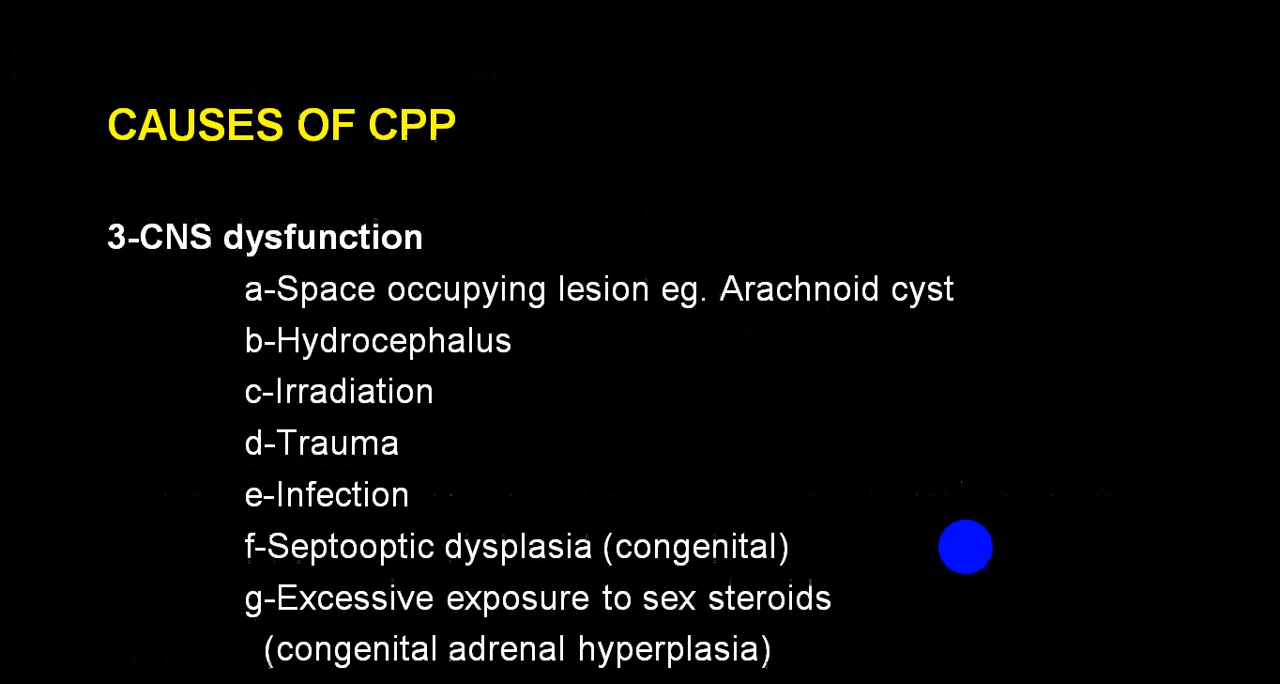 CAUSES OF CPP
3-CNS dysfunction
a-Space occupying lesion eg. Arachnoid cyst
b-Hydrocephalus
c-Irradiation
d-Trauma
e-Infection
f-Septooptic dysplasia (congenital)
g-Excessive exposure to sex steroids
(congenital adrenal hyperplasia)